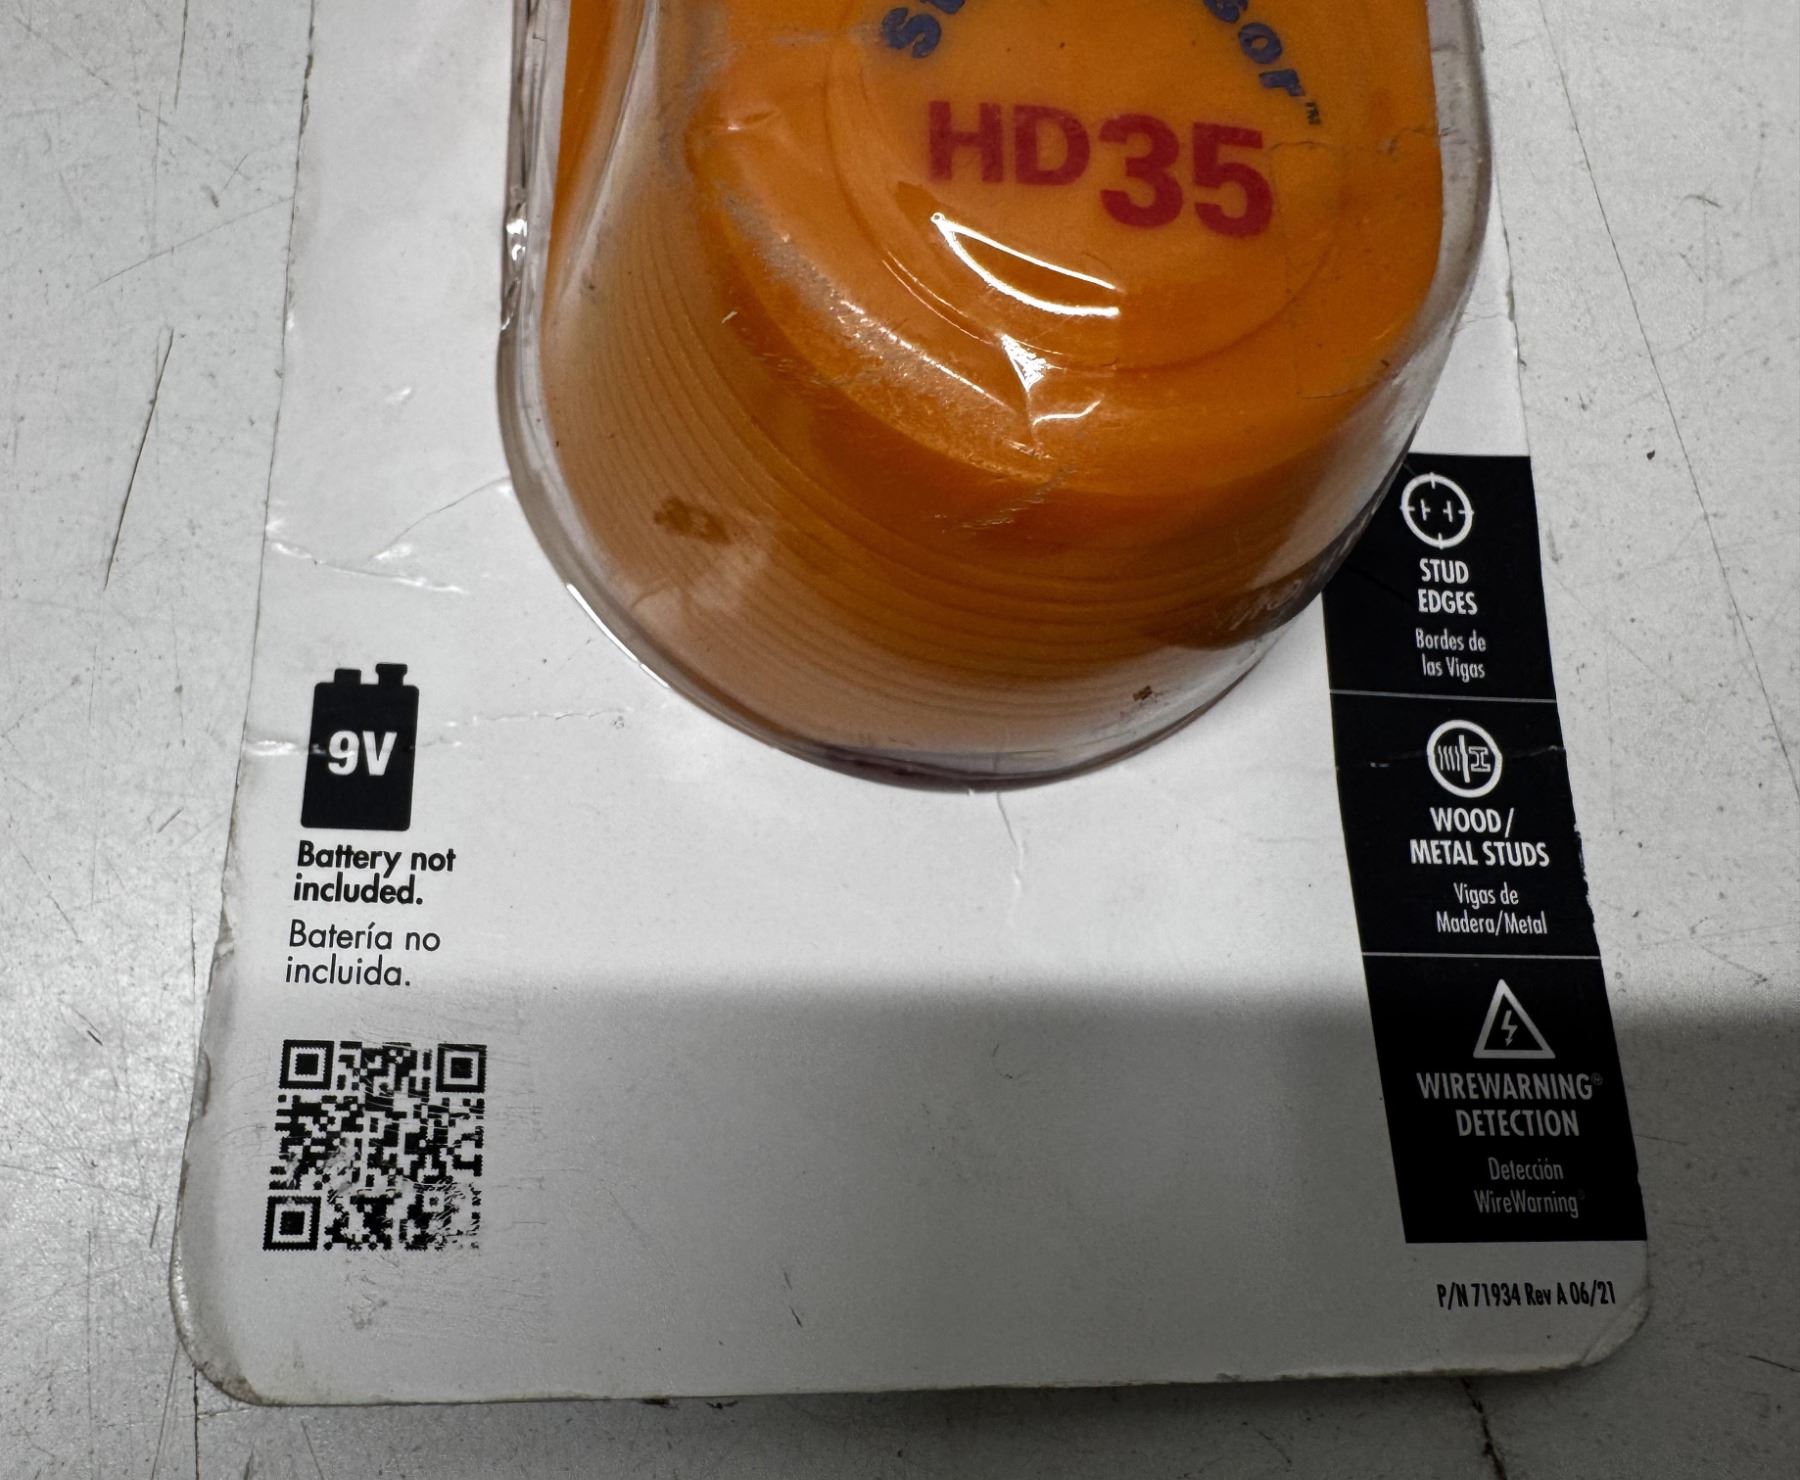 HD35
STUD
EDGES
Bordes de
las Vigas
9V
Battery not
included.
Batería no
incluida.
WOOD/
METAL STUDS
Vigas de
Madera/Metal
WIREWARNING®
DETECTION
Detección
WireWarning®
P/N 71934 Rev A 06/21